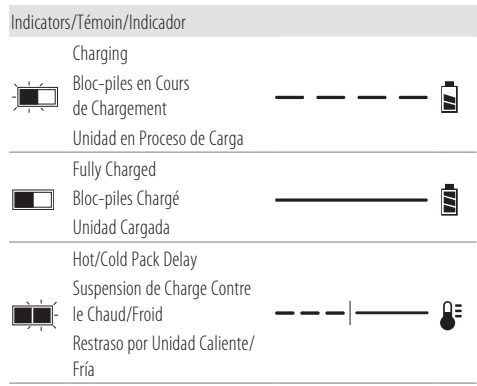 Indicators/Témoin/Indicador
Charging
Bloc-piles en Cours
de Chargement
Unidad en Proceso de Carga
Fully Charged
Bloc-piles Chargé
Unidad Cargada
Hot/Cold Pack Delay
Suspension de Charge Contre
le Chaud/Froid
Restraso por Unidad Caliente/
Fría